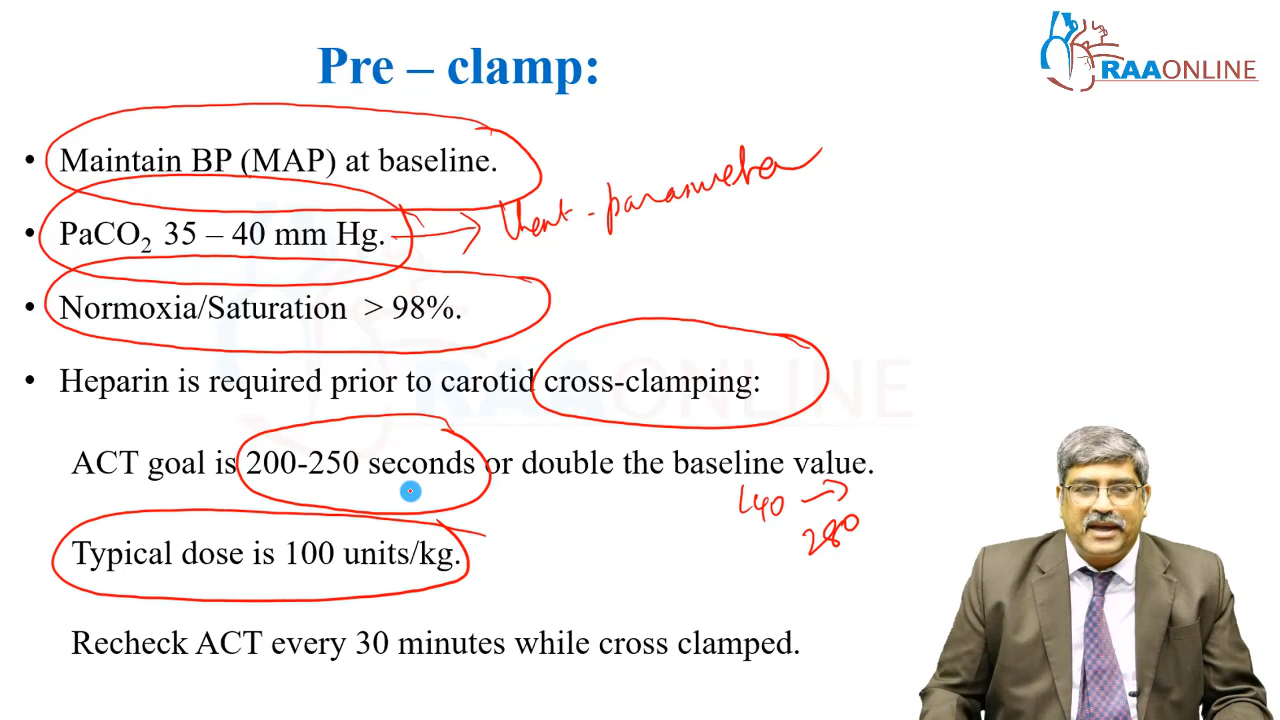 Pre – clamp:
RAAONLINE
• Maintain BP (MAP) at baseline.
• PaCO₂ 35 – 40 mm Hg. → Vent - parameter
• Normoxia/Saturation > 98%.
• Heparin is required prior to carotid cross-clamping:
ACT goal is 200-250 seconds or double the baseline value.
140 →
280
Typical dose is 100 units/kg.
Recheck ACT every 30 minutes while cross clamped.
RAAONLINE